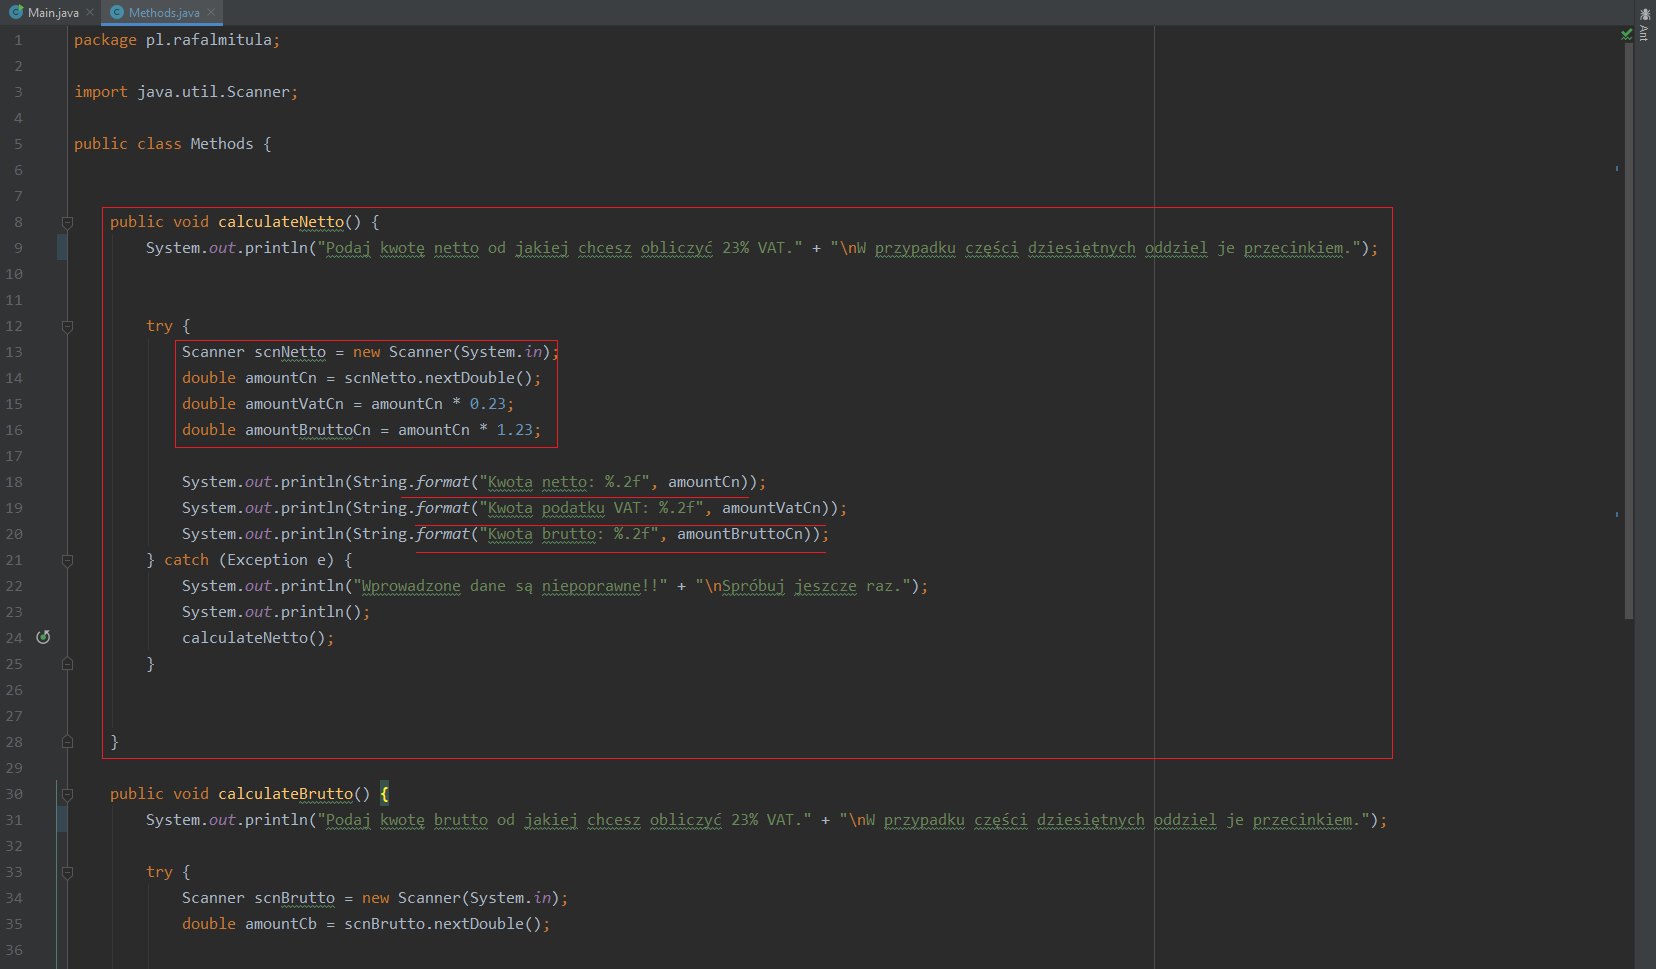 Main.java
Methods.java
Ant
1 package pl.rafalmitula;
2
3 import java.util.Scanner;
4
5 public class Methods {
6
7
8 public void calculateNetto() {
9 System.out.println("Podaj kwotę netto od jakiej chcesz obliczyć 23% VAT." + "\nW przypadku części dziesiętnych oddziel je przecinkiem.");
10
11
12 try {
13 Scanner scnNetto = new Scanner(System.in);
14 double amountCn = scnNetto.nextDouble();
15 double amountVatCn = amountCn * 0.23;
16 double amountBruttoCn = amountCn * 1.23;
17
18 System.out.println(String.format("Kwota netto: %.2f", amountCn));
19 System.out.println(String.format("Kwota podatku VAT: %.2f", amountVatCn));
20 System.out.println(String.format("Kwota brutto: %.2f", amountBruttoCn));
21 } catch (Exception e) {
22 System.out.println("Wprowadzone dane są niepoprawne!!" + "\nSpróbuj jeszcze raz.");
23 System.out.println();
24 calculateNetto();
25 }
26
27
28 }
29
30 public void calculateBrutto() {
31 System.out.println("Podaj kwotę brutto od jakiej chcesz obliczyć 23% VAT." + "\nW przypadku części dziesiętnych oddziel je przecinkiem.");
32
33 try {
34 Scanner scnBrutto = new Scanner(System.in);
35 double amountCb = scnBrutto.nextDouble();
36